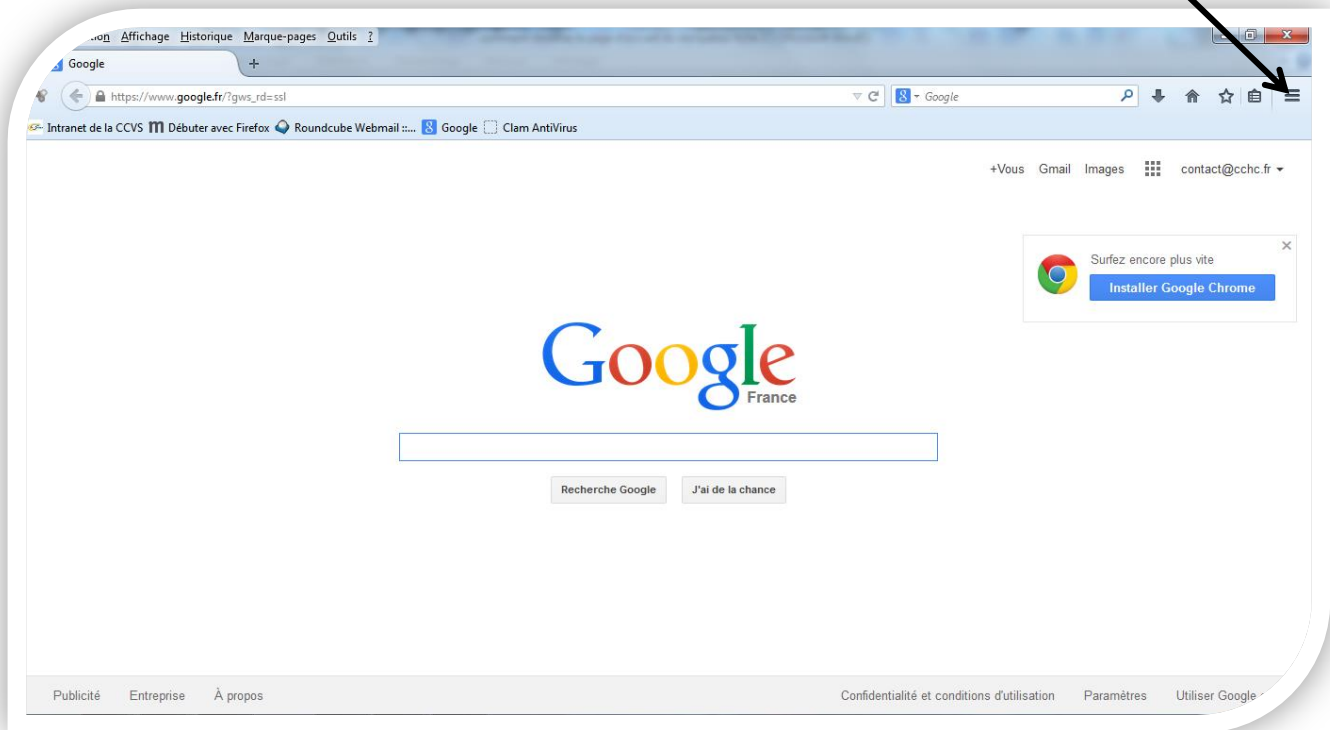 Affichage Historique Marque-pages Outils ?
Google
https://www.google.fr/?gws_rd=ssl Google
Intranet de la CCVS Débuter avec Firefox Roundcube Webmail ::... Google Clam AntiVirus
+Vous Gmail Images contact@cchc.fr
Surfez encore plus vite
Installer Google Chrome
Google
France
Recherche Google J'ai de la chance
Publicité Entreprise À propos Confidentialité et conditions d'utilisation Paramètres Utiliser Google